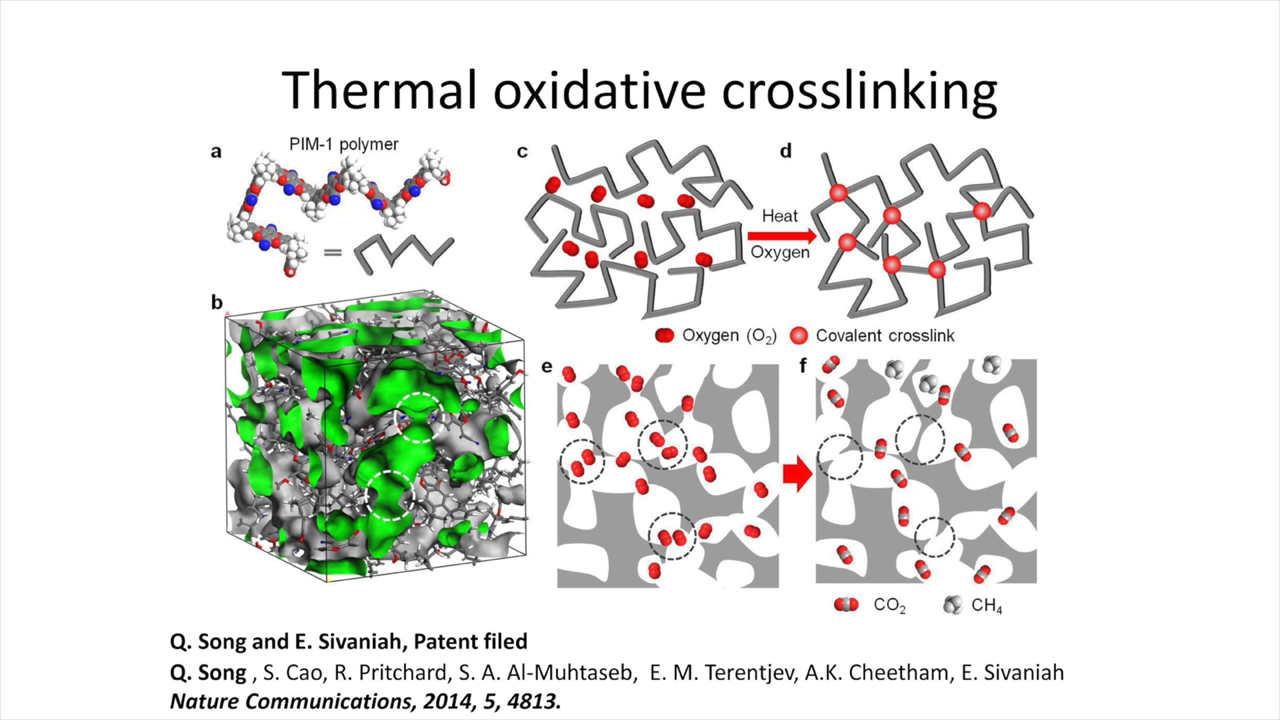 Thermal oxidative crosslinking
a
PIM-1 polymer
=
b
c
d
Heat
Oxygen
Oxygen (O2)
Covalent crosslink
e
f
CO2
CH4
Q. Song and E. Sivaniah, Patent filed
Q. Song , S. Cao, R. Pritchard, S. A. Al-Muhtaseb, E. M. Terentjev, A.K. Cheetham, E. Sivaniah
Nature Communications, 2014, 5, 4813.